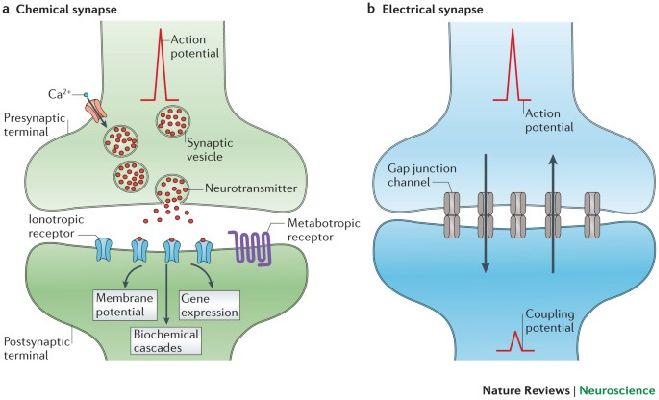 a Chemical synapse
Action
potential
Ca2+
Presynaptic
terminal
Synaptic
vesicle
Neurotransmitter
Ionotropic
receptor
Metabotropic
receptor
Membrane
potential
Gene
expression
Biochemical
cascades
Postsynaptic
terminal
b Electrical synapse
Action
potential
Gap junction
channel
Coupling
potential
Nature Reviews | Neuroscience